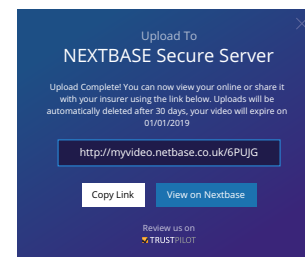 Upload To
NEXTBASE Secure Server
Upload Complete! You can now view your online or share it
with your insurer using the link below. Uploads will be
automatically deleted after 30 days, your video will expire on
01/01/2019
http://myvideo.netbase.co.uk/6PUJG
Copy Link
View on Nextbase
Review us on
TRUSTPILOT